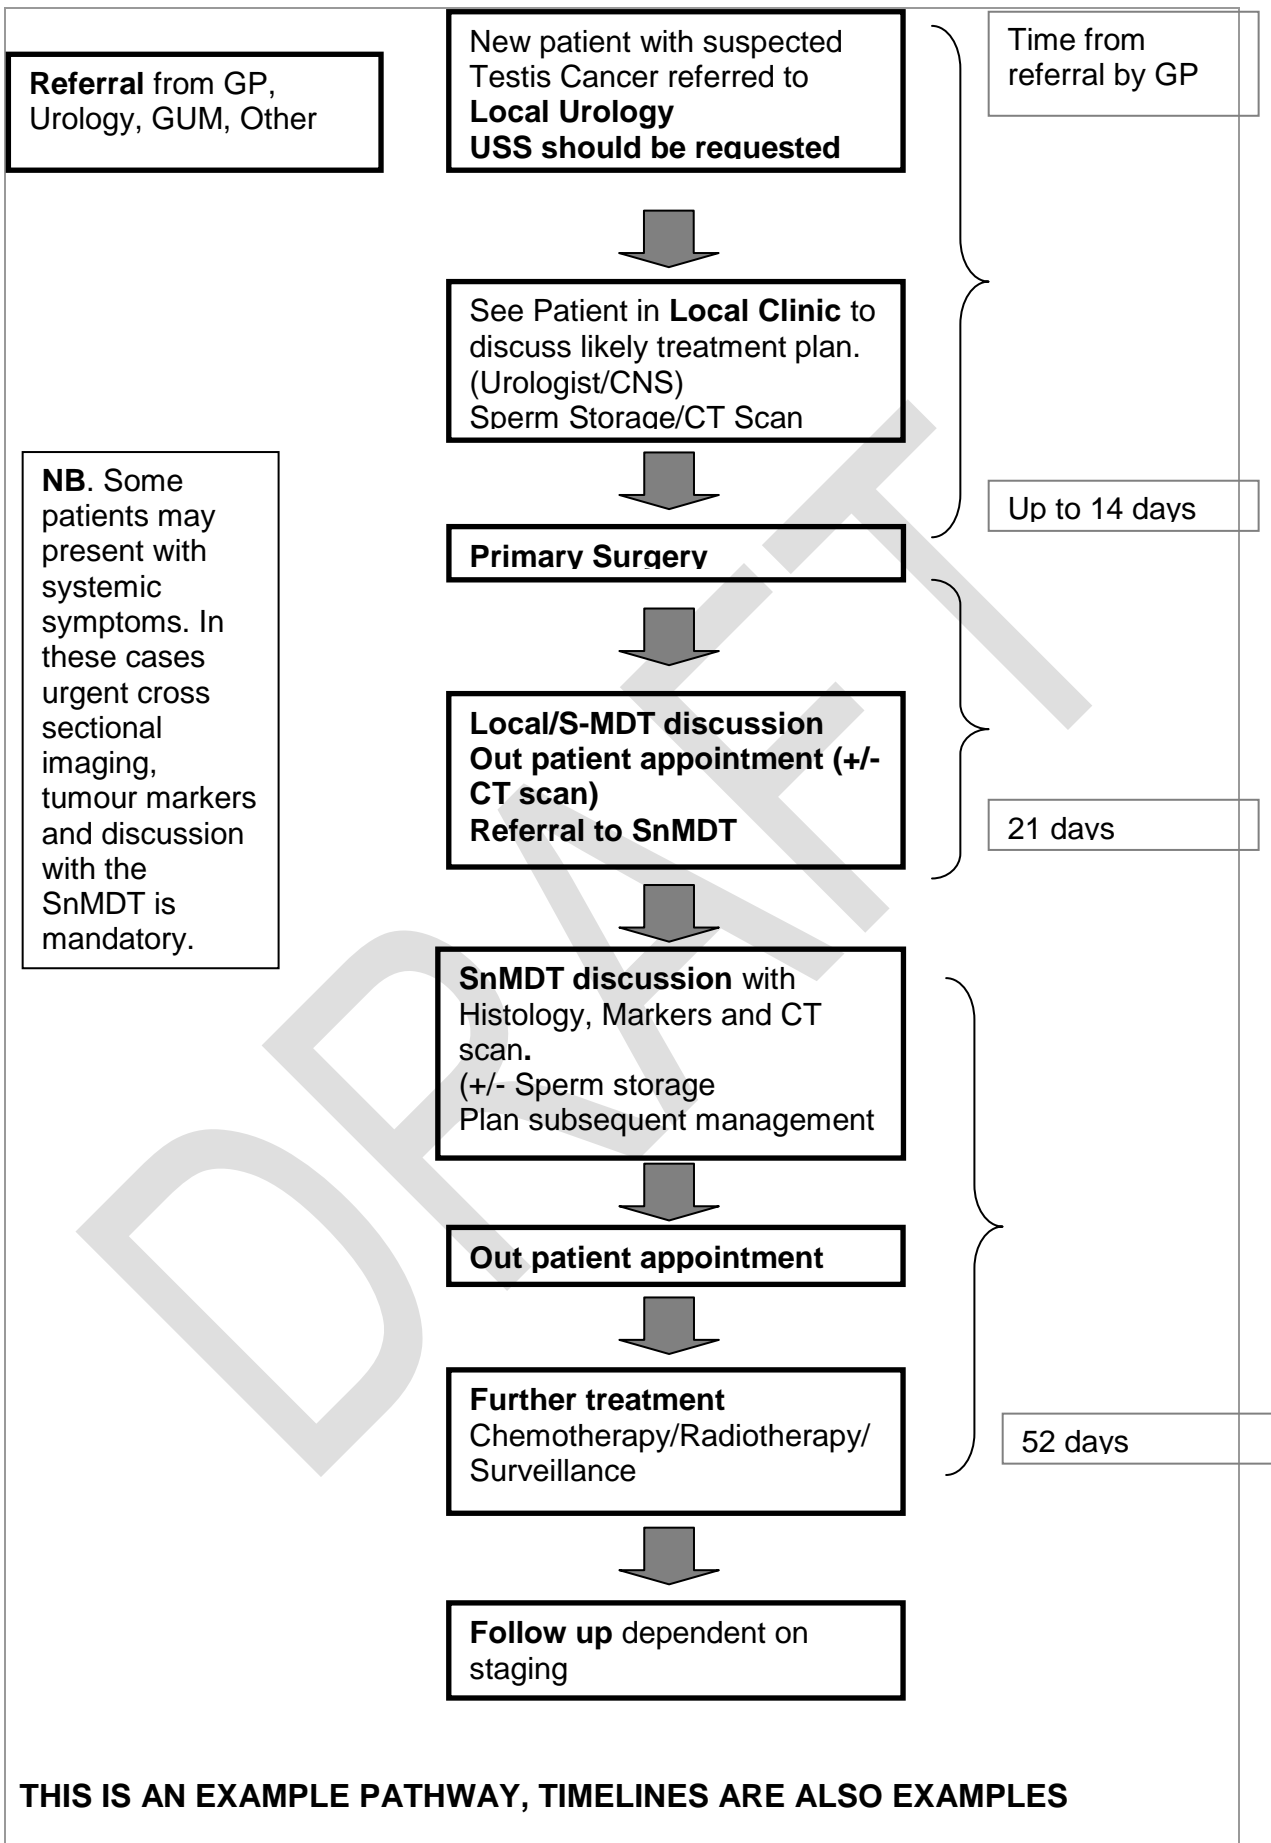 Referral from GP,
Urology, GUM, Other
New patient with suspected
Testis Cancer referred to
Local Urology
USS should be requested
Time from
referral by GP
See Patient in Local Clinic to
discuss likely treatment plan.
(Urologist/CNS)
Sperm Storage/CT Scan
NB. Some
patients may
present with
systemic
symptoms. In
these cases
urgent cross
sectional
imaging,
tumour markers
and discussion
with the
SnMDT is
mandatory.
Up to 14 days
Primary Surgery
Local/S-MDT discussion
Out patient appointment (+/-
CT scan)
Referral to SnMDT
21 days
SnMDT discussion with
Histology, Markers and CT
scan.
(+/- Sperm storage
Plan subsequent management
Out patient appointment
Further treatment
Chemotherapy/Radiotherapy/
Surveillance
52 days
Follow up dependent on
staging
THIS IS AN EXAMPLE PATHWAY, TIMELINES ARE ALSO EXAMPLES
DRAFT